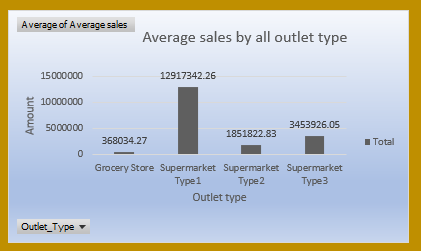 Average of Average sales
Average sales by all outlet type
15000000
10000000
5000000
0
Amount
12917342.26
368034.27
1851822.83
3453926.05
Grocery Store
Supermarket
Type1
Supermarket
Type2
Supermarket
Type3
Outlet type
Total
Outlet_Type